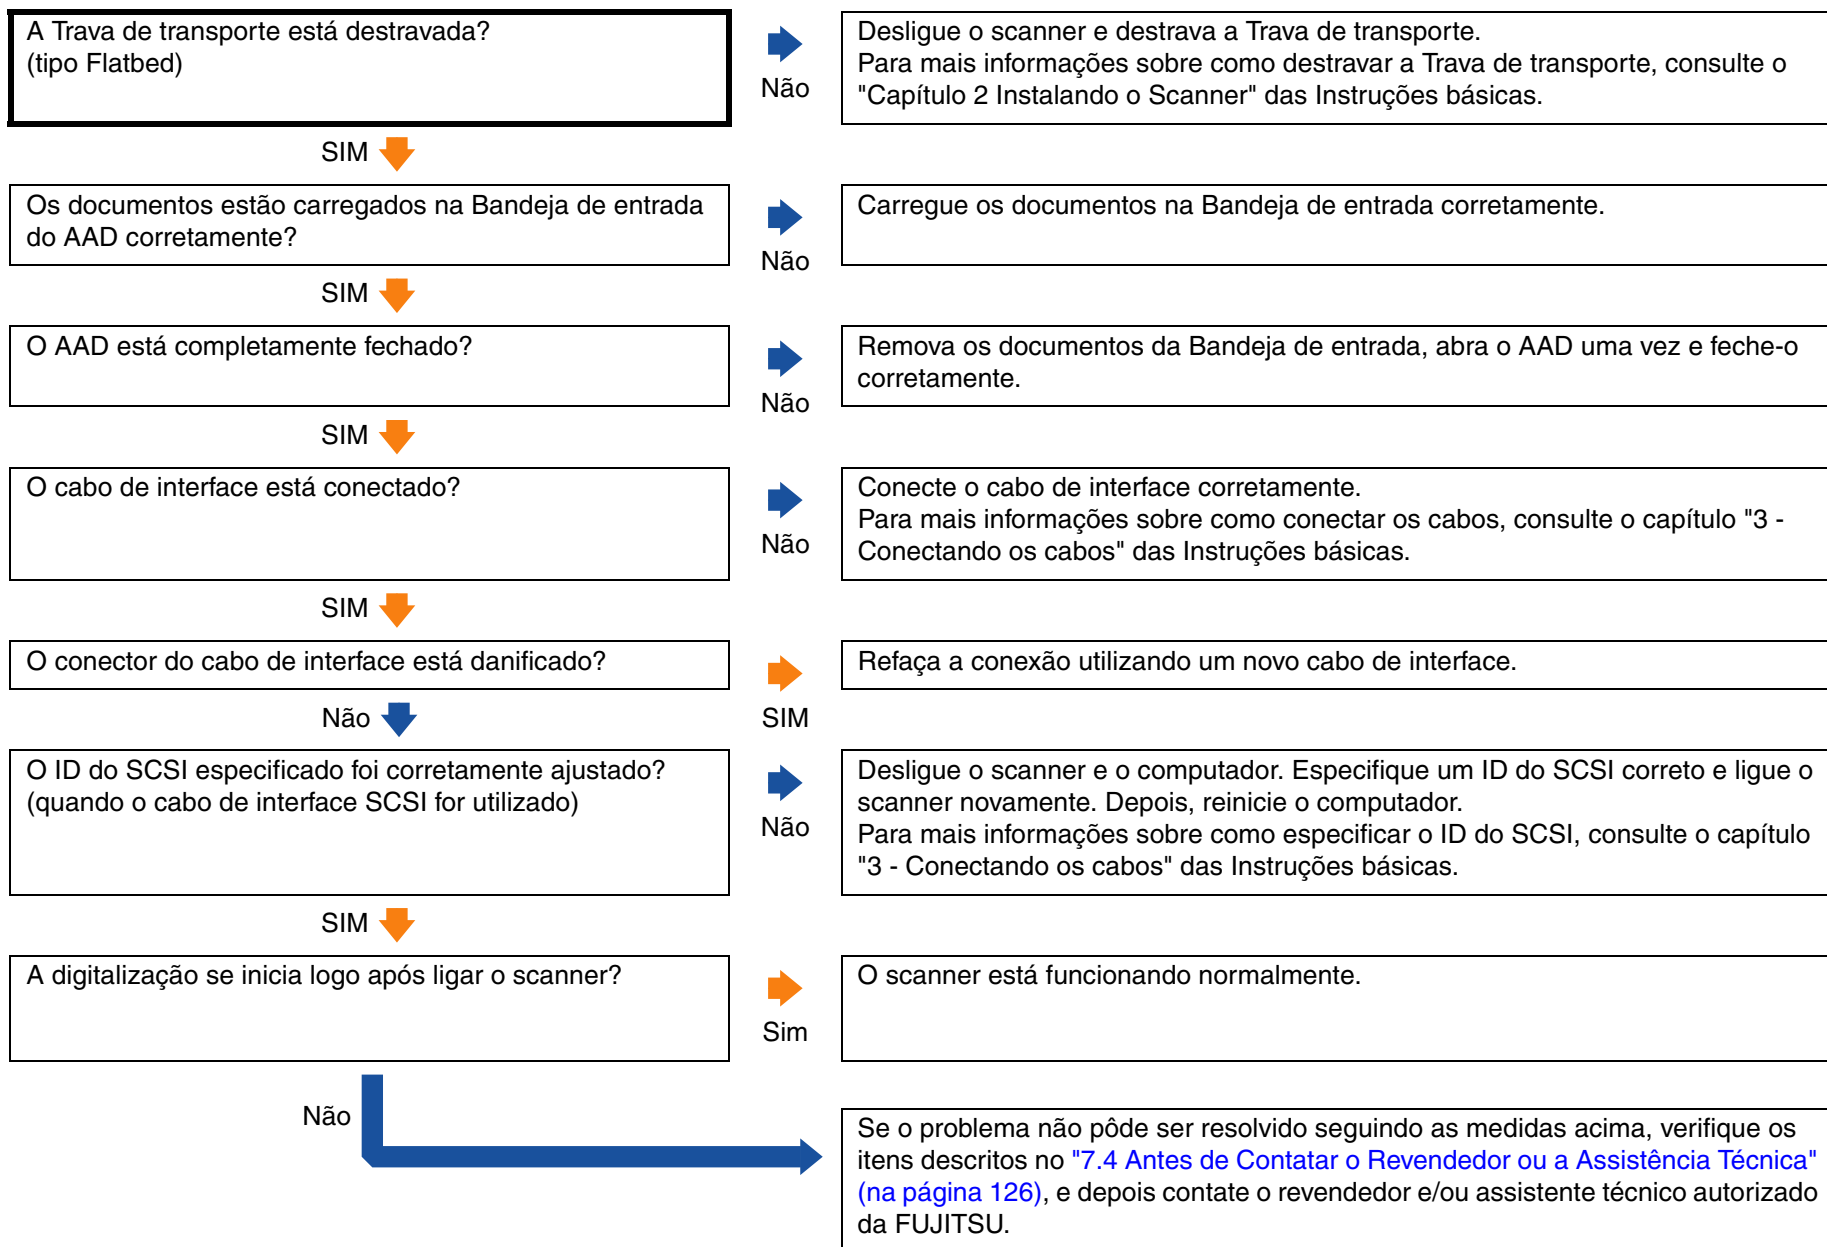 A Trava de transporte está destravada?
(tipo Flatbed)
Não
Desligue o scanner e destrava a Trava de transporte.
Para mais informações sobre como destravar a Trava de transporte, consulte o
"Capítulo 2 Instalando o Scanner" das Instruções básicas.
SIM
Os documentos estão carregados na Bandeja de entrada
do AAD corretamente?
Não
Carregue os documentos na Bandeja de entrada corretamente.
SIM
O AAD está completamente fechado?
Não
Remova os documentos da Bandeja de entrada, abra o AAD uma vez e feche-o
corretamente.
SIM
O cabo de interface está conectado?
Não
Conecte o cabo de interface corretamente.
Para mais informações sobre como conectar os cabos, consulte o capítulo "3 -
Conectando os cabos" das Instruções básicas.
SIM
O conector do cabo de interface está danificado?
SIM
Refaça a conexão utilizando um novo cabo de interface.
Não
O ID do SCSI especificado foi corretamente ajustado?
(quando o cabo de interface SCSI for utilizado)
Não
Desligue o scanner e o computador. Especifique um ID do SCSI correto e ligue o
scanner novamente. Depois, reinicie o computador.
Para mais informações sobre como especificar o ID do SCSI, consulte o capítulo
"3 - Conectando os cabos" das Instruções básicas.
SIM
A digitalização se inicia logo após ligar o scanner?
Sim
O scanner está funcionando normalmente.
Não
Se o problema não pôde ser resolvido seguindo as medidas acima, verifique os
itens descritos no "7.4 Antes de Contatar o Revendedor ou a Assistência Técnica"
(na página 126), e depois contate o revendedor e/ou assistente técnico autorizado
da FUJITSU.